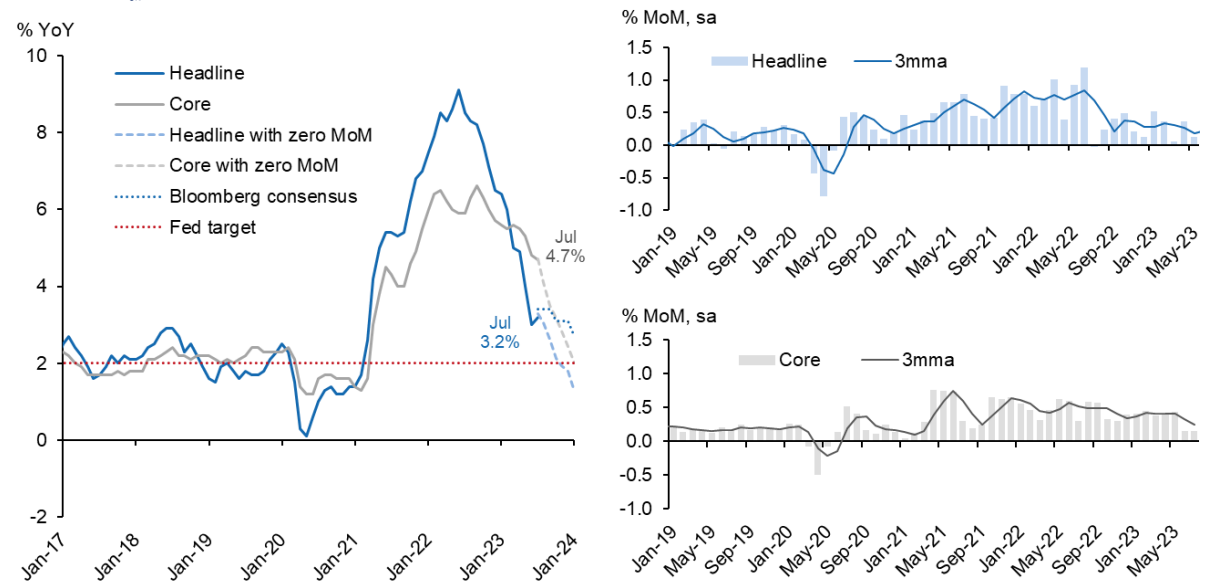 % YoY
10
8
6
4
2
0
-2
Headline
Core
Headline with zero MoM
Core with zero MoM
Bloomberg consensus
Fed target
Jul
4.7%
Jul
3.2%
Jan-17
Jan-18
Jan-19
Jan-20
Jan-21
Jan-22
Jan-23
Jan-24
% MoM, sa
1.5
1.0
0.5
0.0
-0.5
-1.0
Headline
3mma
Jan-19
May-19
Sep-19
Jan-20
May-20
Sep-20
Jan-21
May-21
Sep-21
Jan-22
May-22
Sep-22
Jan-23
May-23
% MoM, sa
1.5
1.0
0.5
0.0
-0.5
-1.0
Core
3mma
Jan-19
May-19
Sep-19
Jan-20
May-20
Sep-20
Jan-21
May-21
Sep-21
Jan-22
May-22
Sep-22
Jan-23
May-23